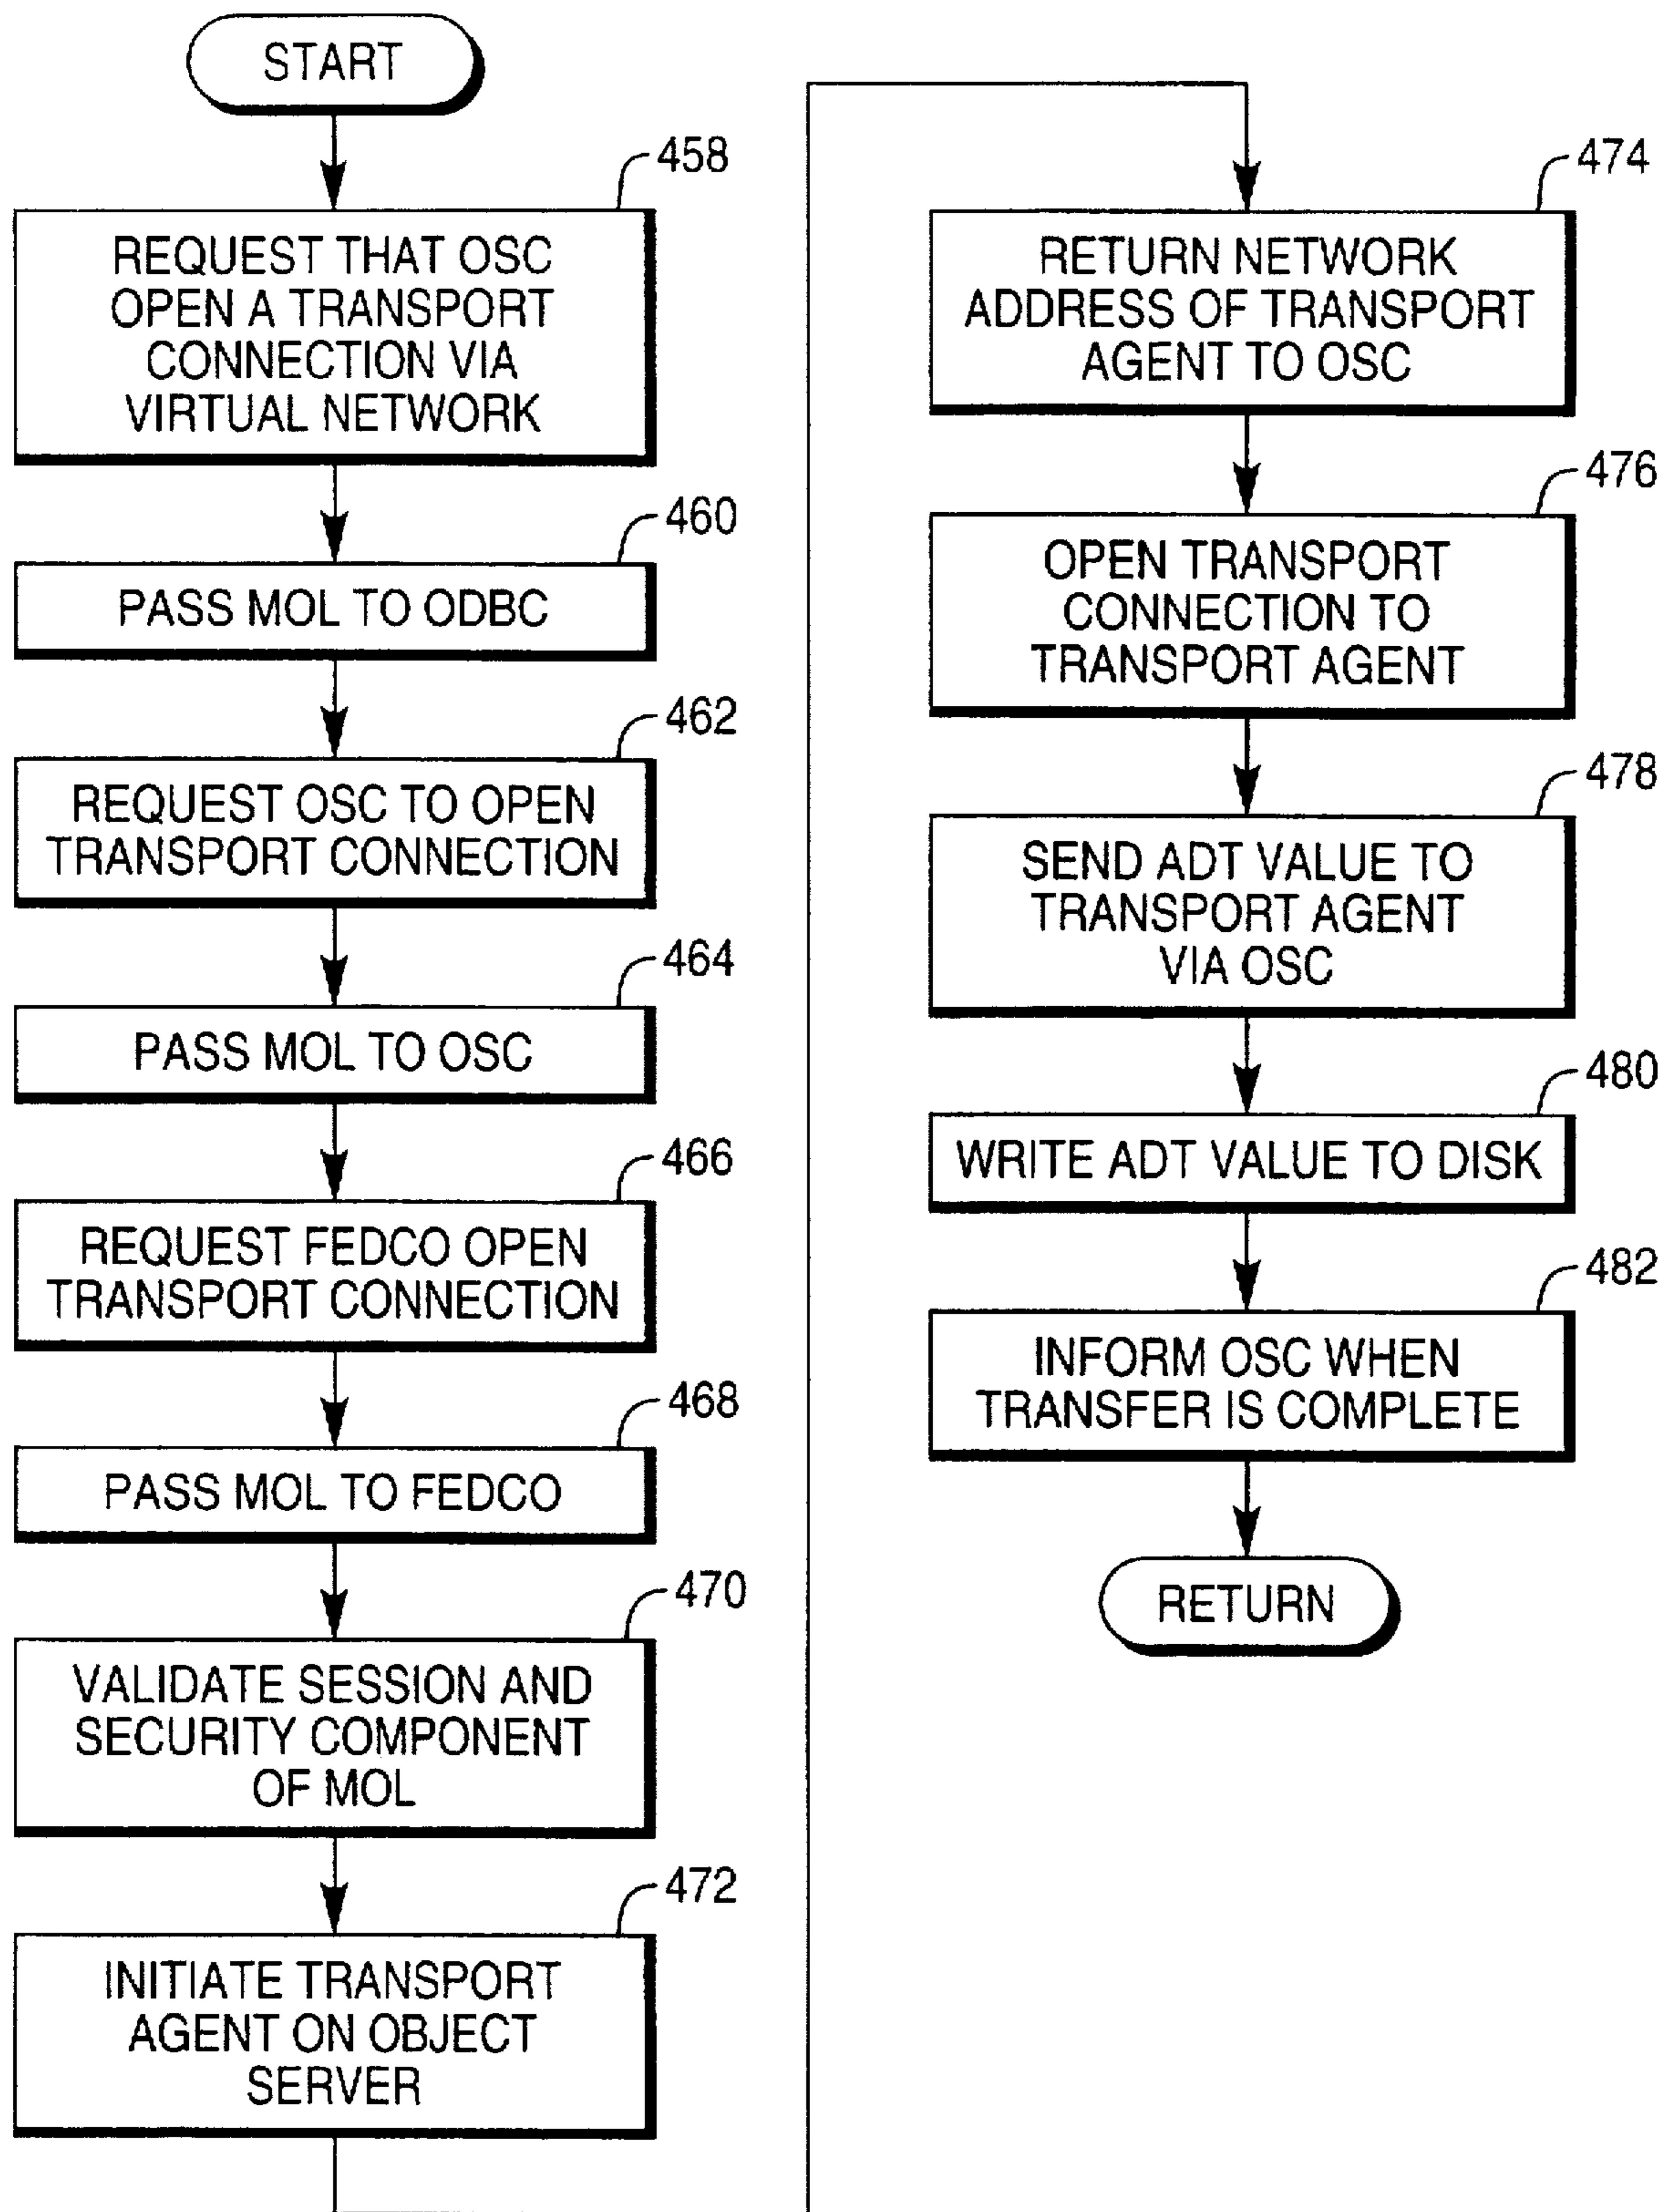 START
458
REQUEST THAT OSC
OPEN A TRANSPORT
CONNECTION VIA
VIRTUAL NETWORK
460
PASS MOL TO ODBC
462
REQUEST OSC TO OPEN
TRANSPORT CONNECTION
464
PASS MOL TO OSC
466
REQUEST FEDCO OPEN
TRANSPORT CONNECTION
468
PASS MOL TO FEDCO
470
VALIDATE SESSION AND
SECURITY COMPONENT
OF MOL
472
INITIATE TRANSPORT
AGENT ON OBJECT
SERVER
474
RETURN NETWORK
ADDRESS OF TRANSPORT
AGENT TO OSC
476
OPEN TRANSPORT
CONNECTION TO
TRANSPORT AGENT
478
SEND ADT VALUE TO
TRANSPORT AGENT
VIA OSC
480
WRITE ADT VALUE TO DISK
482
INFORM OSC WHEN
TRANSFER IS COMPLETE
RETURN